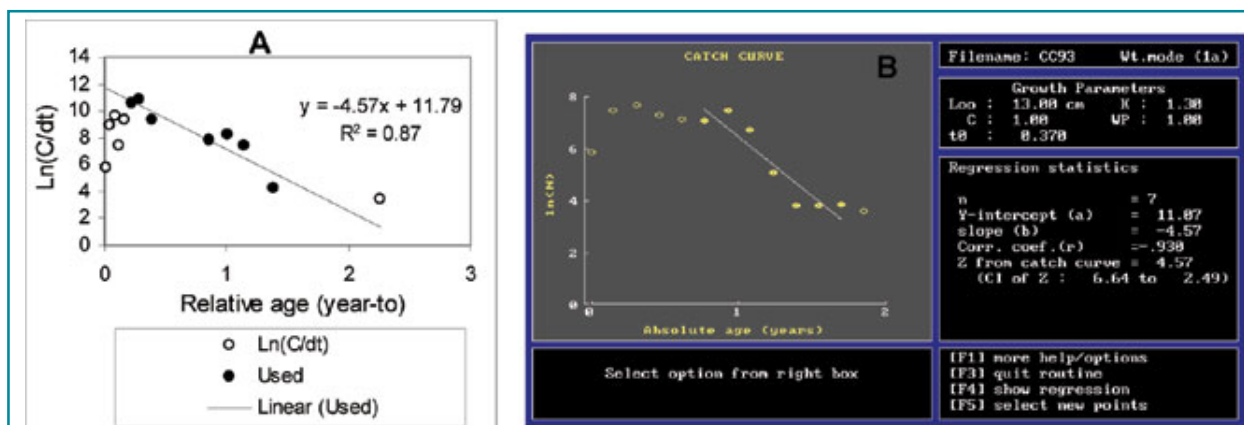 A
14
12
10
8
6
4
2
0
Ln(C/dt)
y = -4.57x + 11.79
R² = 0.87
0 1 2 3
Relative age (year-to)
Ln(C/dt)
Used
Linear (Used)
CATCH CURVE
B
8
6
4
2
0
ln(N)
0 1 2
Absolute age (years)
Select option from right box
Filename: CC93 Wt.mode (1a)
Growth Parameters
Loo : 13.00 cm K : 1.30
C : 1.00 WP : 1.00
t0 : 0.370
Regression statistics
n = 7
Y-intercept (a) = 11.07
slope (b) = -4.57
Corr. coef.(r) =-.930
Z from catch curve = 4.57
(CI of Z : 6.64 to 2.49)
[F1] more help/options
[F3] quit routine
[F4] show regression
[F5] select new points